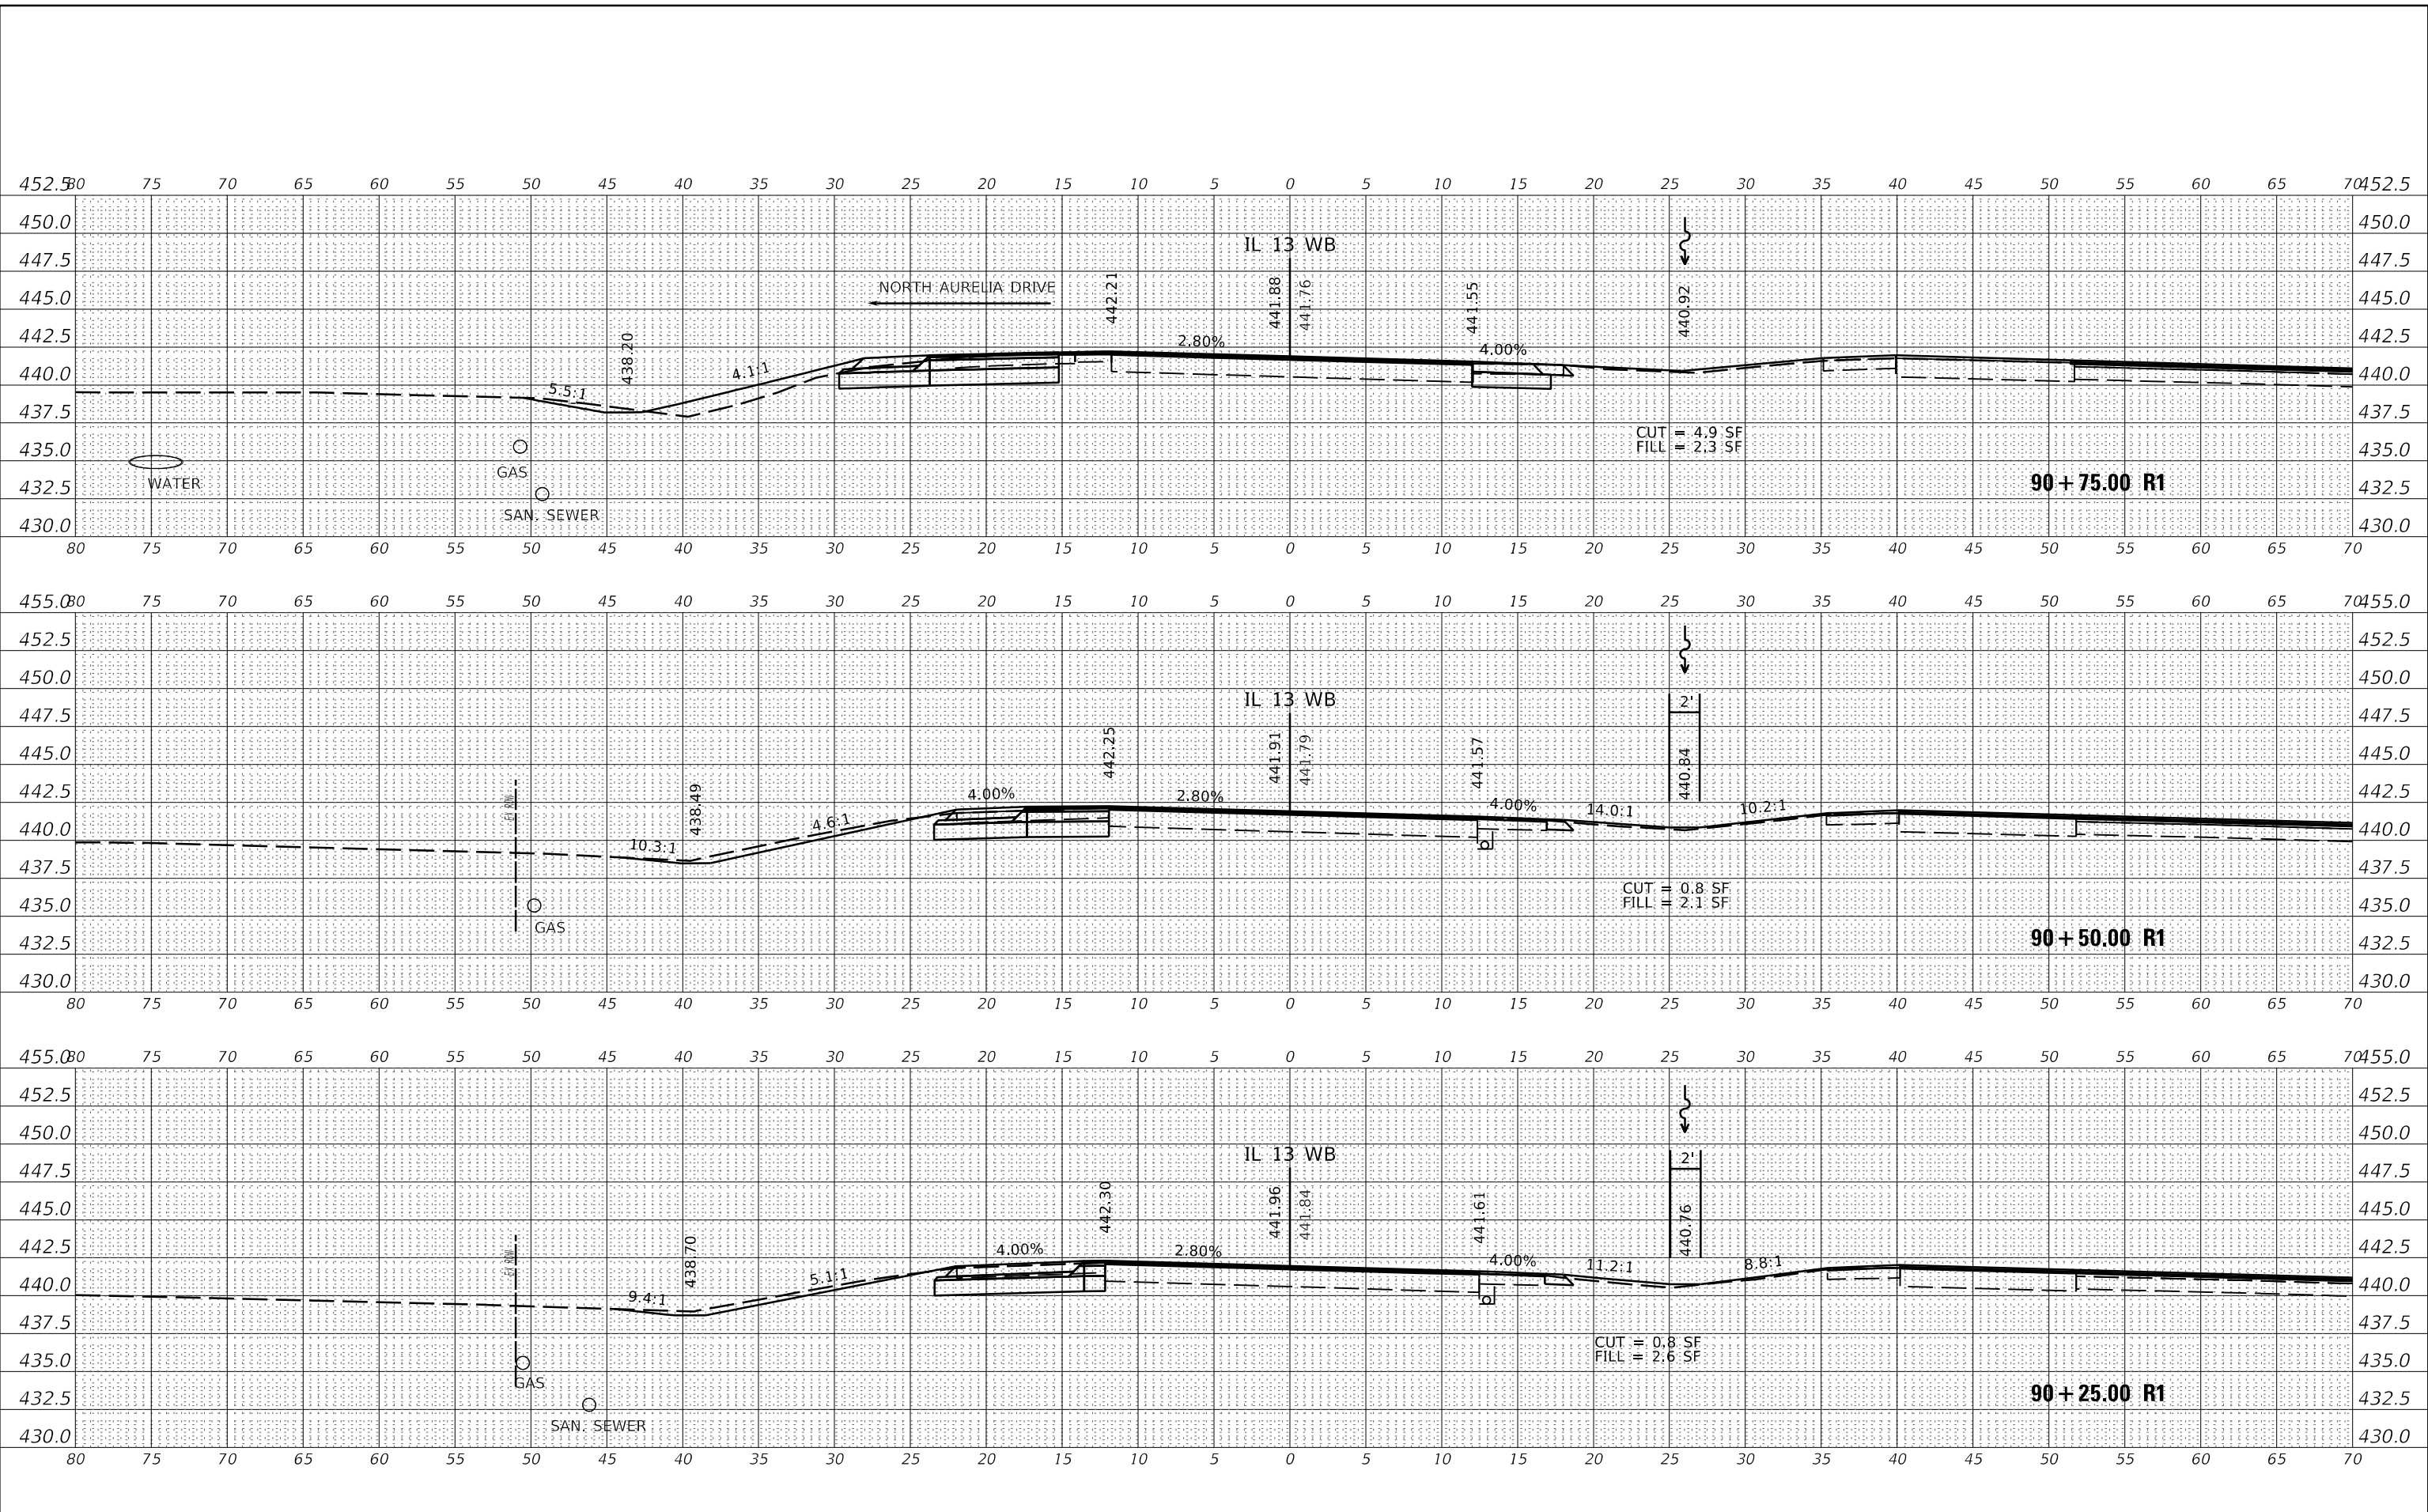 452.5 80 75 70 65 60 55 50 45 40 35 30 25 20 15 10 5 0 5 10 15 20 25 30 35 40 45 50 55 60 65 70 452.5
450.0 450.0
IL 13 WB
447.5 447.5
NORTH AURELIA DRIVE
442.21 441.88 441.76 441.55 440.92
445.0 445.0
442.5 438.20 2.80% 4.00% 442.5
440.0 5.5:1 4.1:1 440.0
437.5 437.5
CUT = 4.9 SF
FILL = 2.3 SF
435.0 435.0
GAS
WATER
432.5 90+75.00 R1 432.5
SAN. SEWER
430.0 430.0
80 75 70 65 60 55 50 45 40 35 30 25 20 15 10 5 0 5 10 15 20 25 30 35 40 45 50 55 60 65 70
455.0 80 75 70 65 60 55 50 45 40 35 30 25 20 15 10 5 0 5 10 15 20 25 30 35 40 45 50 55 60 65 70 455.0
452.5 452.5
450.0 450.0
IL 13 WB 2'
447.5 447.5
442.25 441.91 441.79 441.57 440.84
445.0 445.0
442.5 EX ROW 438.49 4.00% 2.80% 4.00% 14.0:1 10.2:1 442.5
440.0 10.3:1 4.6:1 440.0
437.5 437.5
CUT = 0.8 SF
FILL = 2.1 SF
435.0 435.0
GAS
432.5 90+50.00 R1 432.5
430.0 430.0
80 75 70 65 60 55 50 45 40 35 30 25 20 15 10 5 0 5 10 15 20 25 30 35 40 45 50 55 60 65 70
455.0 80 75 70 65 60 55 50 45 40 35 30 25 20 15 10 5 0 5 10 15 20 25 30 35 40 45 50 55 60 65 70 455.0
452.5 452.5
450.0 450.0
IL 13 WB 2'
447.5 447.5
442.30 441.96 441.84 441.61 440.76
445.0 445.0
442.5 EX ROW 438.70 4.00% 2.80% 4.00% 11.2:1 8.8:1 442.5
440.0 9.4:1 5.1:1 440.0
437.5 437.5
CUT = 0.8 SF
FILL = 2.6 SF
435.0 435.0
GAS
432.5 90+25.00 R1 432.5
SAN. SEWER
430.0 430.0
80 75 70 65 60 55 50 45 40 35 30 25 20 15 10 5 0 5 10 15 20 25 30 35 40 45 50 55 60 65 70